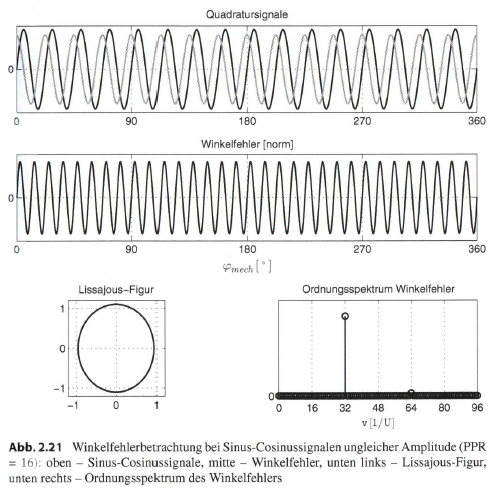 Quadratursignale
0
0 90 180 270 360
Winkelfehler [norm]
0
0 90 180 270 360
φmech [°]
Lissajous-Figur
1
0
-1
-1 0 1
Ordnungsspektrum Winkelfehler
0
0 16 32 48 64 80 96
v [1/U]
Abb. 2.21 Winkelfehlerbetrachtung bei Sinus-Cosinussignalen ungleicher Amplitude (PPR
= 16): oben – Sinus-Cosinussignale, mitte – Winkelfehler, unten links – Lissajous-Figur,
unten rechts – Ordnungsspektrum des Winkelfehlers